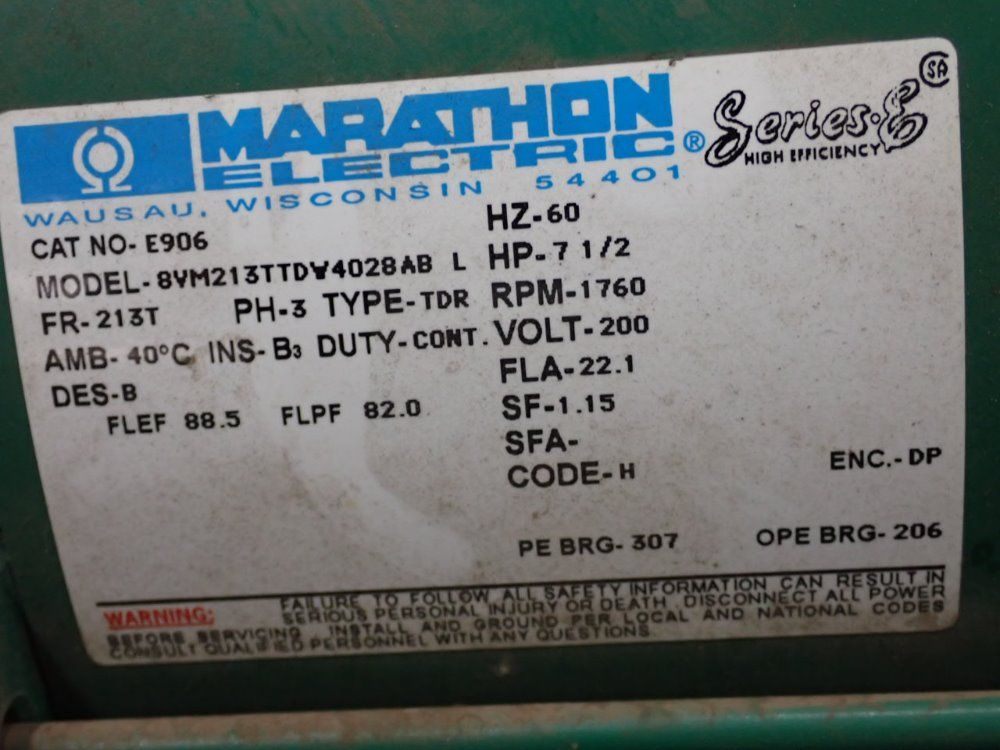 MARATHON
ELECTRIC®
WAUSAU, WISCONSIN 54401
Series-E SA
HIGH EFFICIENCY
CAT NO- E906
HZ-60
MODEL-8VM213TTDW4028AB L HP-7 1/2
FR-213T PH-3 TYPE-TDR RPM-1760
AMB-40°C INS-B3 DUTY-CONT. VOLT-200
DES-B FLA-22.1
FLEF 88.5 FLPF 82.0 SF-1.15
SFA-
CODE-H ENC.-DP
PE BRG-307 OPE BRG-206
WARNING: FAILURE TO FOLLOW ALL SAFETY INFORMATION CAN RESULT IN
SERIOUS PERSONAL INJURY OR DEATH, DISCONNECT ALL POWER
BEFORE SERVICING, INSTALL AND GROUND PER LOCAL AND NATIONAL CODES
CONSULT QUALIFIED PERSONNEL WITH ANY QUESTIONS